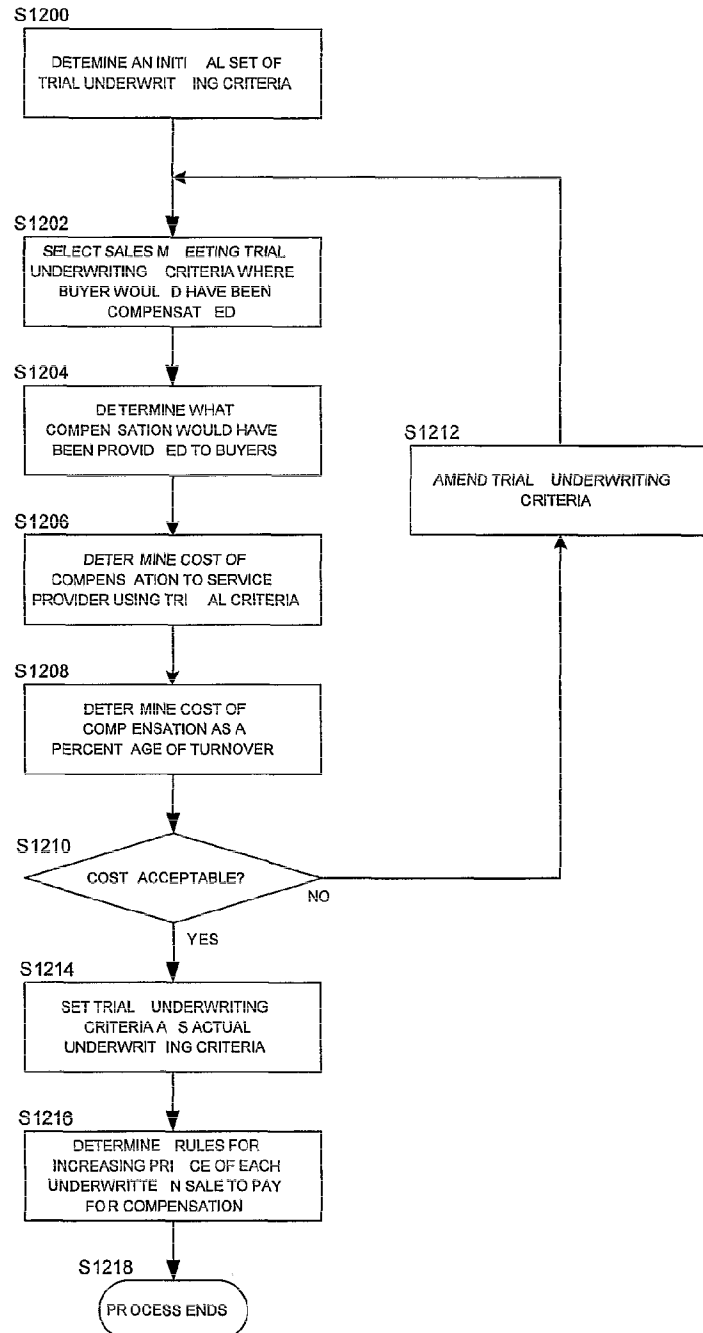 S1200
DETEMINE AN INITI AL SET OF
TRIAL UNDERWRIT ING CRITERIA
S1202
SELECT SALES M EETING TRIAL
UNDERWRITING CRITERIA WHERE
BUYER WOUL D HAVE BEEN
COMPENSAT ED
S1204
DETERMINE WHAT
COMPEN SATION WOULD HAVE
BEEN PROVID ED TO BUYERS
S1212
AMEND TRIAL UNDERWRITING
CRITERIA
S1206
DETER MINE COST OF
COMPENS ATION TO SERVICE
PROVIDER USING TRI AL CRITERIA
S1208
DETER MINE COST OF
COMP ENSATION AS A
PERCENT AGE OF TURNOVER
S1210
COST ACCEPTABLE?
NO
YES
S1214
SET TRIAL UNDERWRITING
CRITERIA A S ACTUAL
UNDERWRIT ING CRITERIA
S1216
DETERMINE RULES FOR
INCREASING PRI CE OF EACH
UNDERWRITTE N SALE TO PAY
FOR COMPENSATION
S1218
PROCESS ENDS